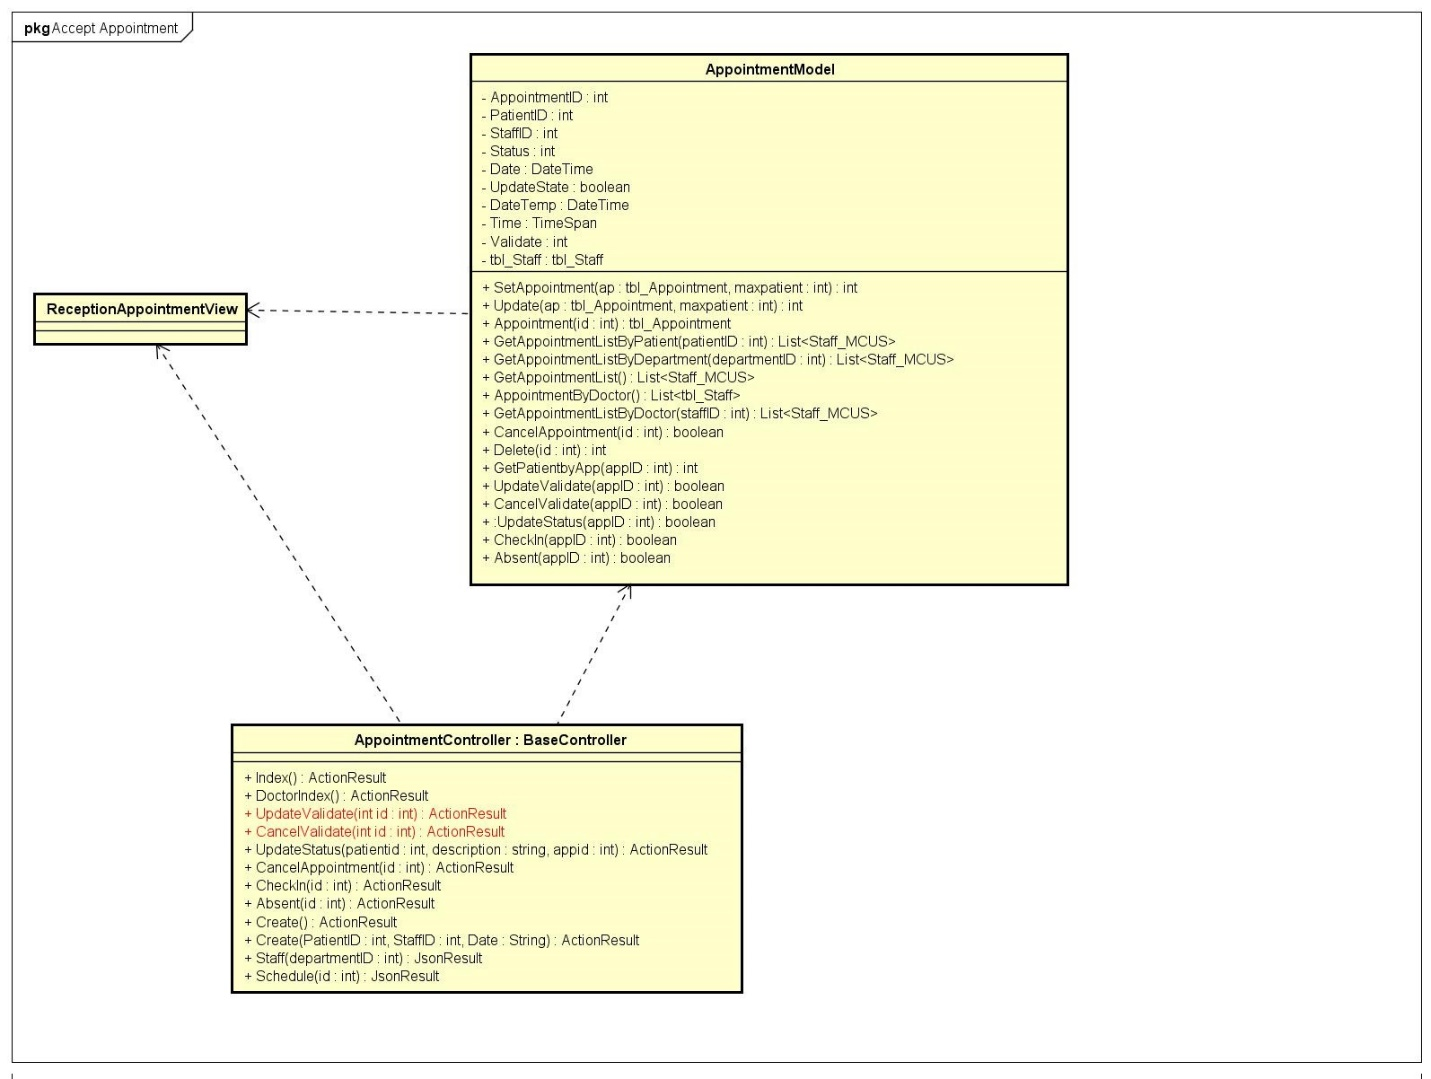 pkg Accept Appointment
AppointmentModel
- AppointmentID : int
- PatientID : int
- StaffID : int
- Status : int
- Date : DateTime
- UpdateState : boolean
- DateTemp : DateTime
- Time : TimeSpan
- Validate : int
- tbl_Staff : tbl_Staff
+ SetAppointment(ap : tbl_Appointment, maxpatient : int) : int
+ Update(ap : tbl_Appointment, maxpatient : int) : int
+ Appointment(id : int) : tbl_Appointment
+ GetAppointmentListByPatient(patientID : int) : List<Staff_MCUS>
+ GetAppointmentListByDepartment(departmentID : int) : List<Staff_MCUS>
+ GetAppointmentList() : List<Staff_MCUS>
+ AppointmentByDoctor() : List<tbl_Staff>
+ GetAppointmentListByDoctor(staffID : int) : List<Staff_MCUS>
+ CancelAppointment(id : int) : boolean
+ Delete(id : int) : int
+ GetPatientbyApp(appID : int) : int
+ UpdateValidate(appID : int) : boolean
+ CancelValidate(appID : int) : boolean
+ :UpdateStatus(appID : int) : boolean
+ CheckIn(appID : int) : boolean
+ Absent(appID : int) : boolean
ReceptionAppointmentView
AppointmentController : BaseController
+ Index() : ActionResult
+ DoctorIndex() : ActionResult
+ UpdateValidate(int id : int) : ActionResult
+ CancelValidate(int id : int) : ActionResult
+ UpdateStatus(patientid : int, description : string, appid : int) : ActionResult
+ CancelAppointment(id : int) : ActionResult
+ CheckIn(id : int) : ActionResult
+ Absent(id : int) : ActionResult
+ Create() : ActionResult
+ Create(PatientID : int, StaffID : int, Date : String) : ActionResult
+ Staff(departmentID : int) : JsonResult
+ Schedule(id : int) : JsonResult